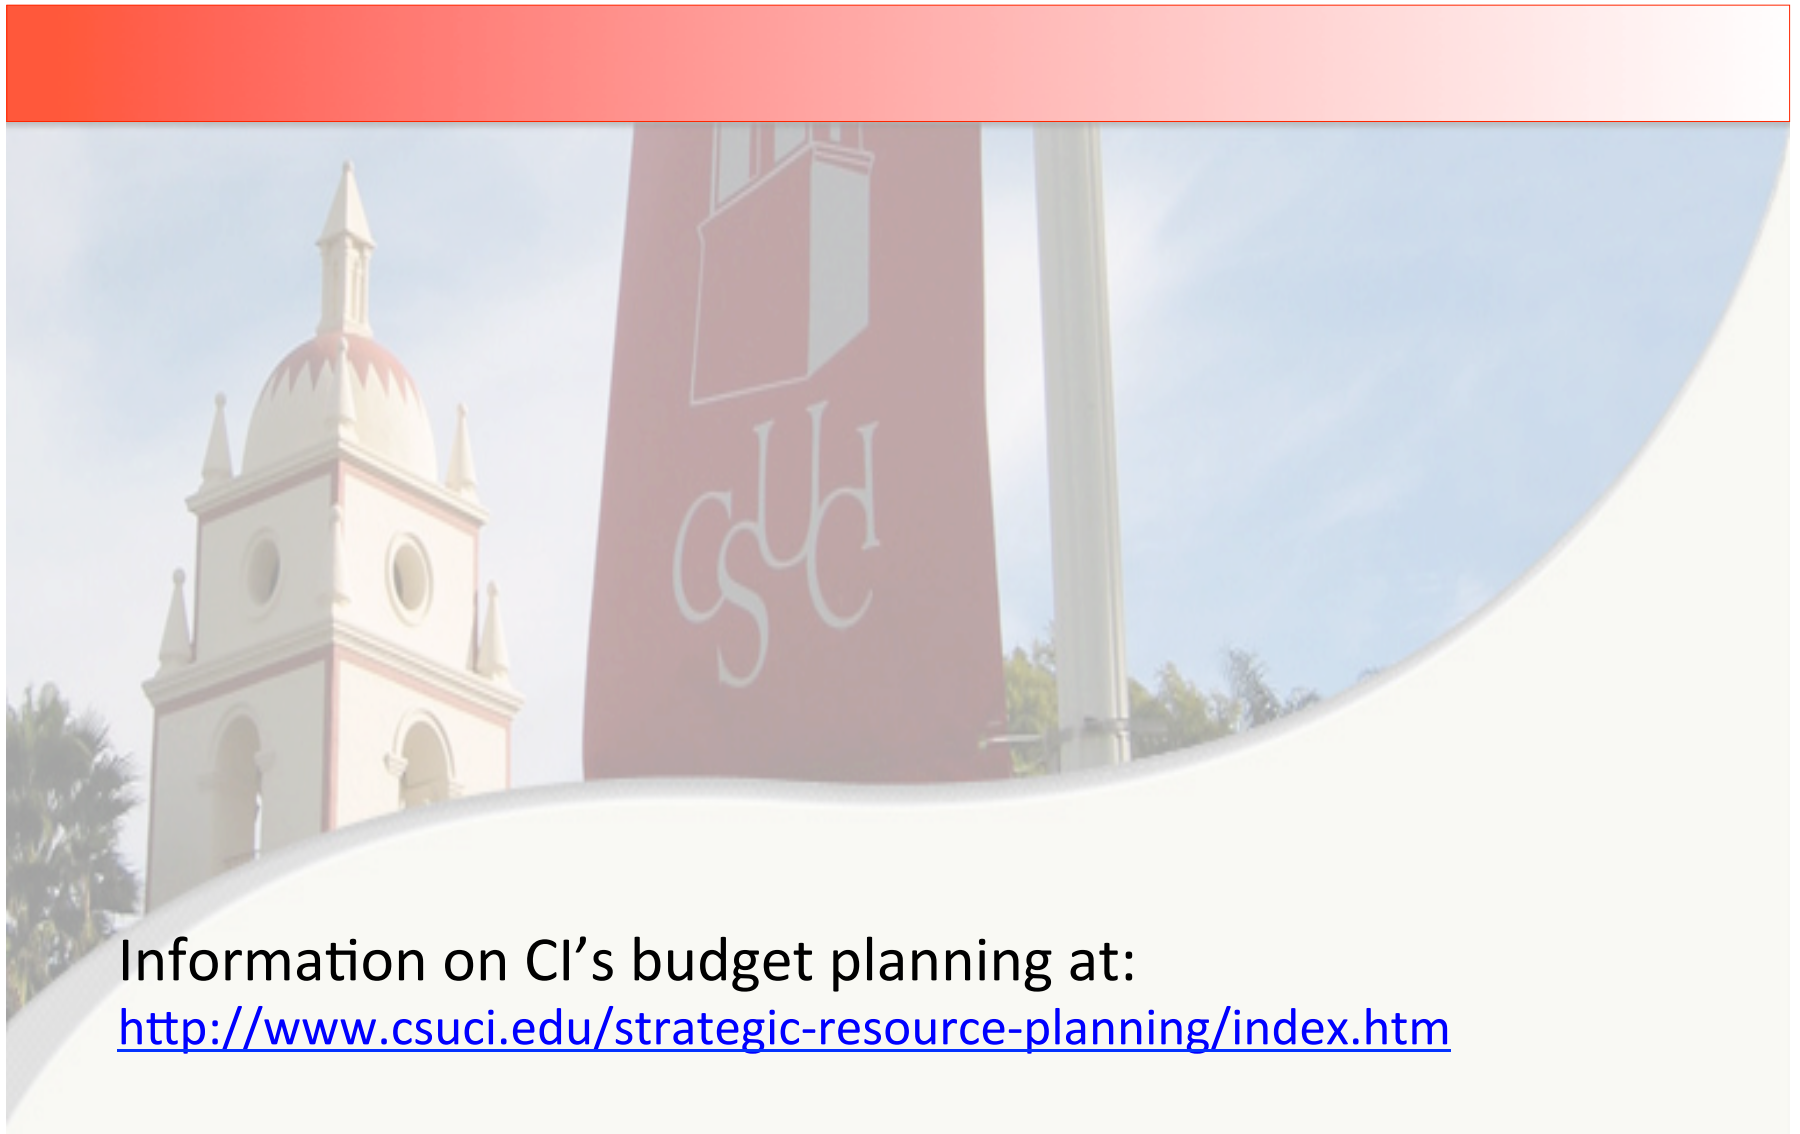 CSUCI
Information on CI’s budget planning at:
http://www.csuci.edu/strategic-resource-planning/index.htm